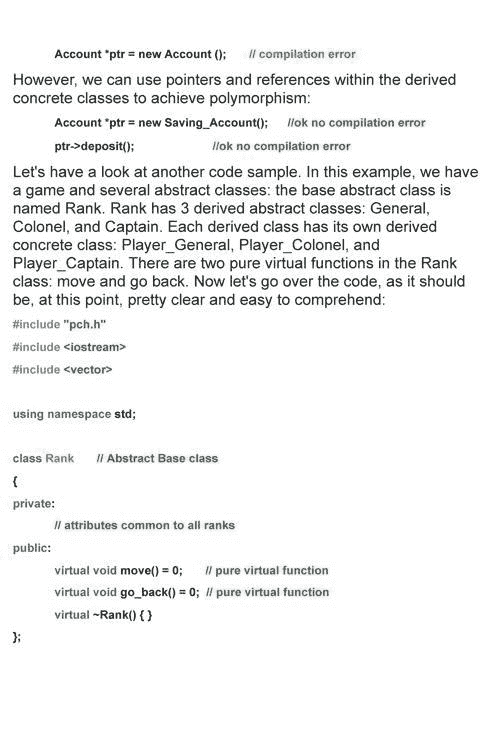 Account *ptr = new Account (); // compilation error
However, we can use pointers and references within the derived
concrete classes to achieve polymorphism:
Account *ptr = new Saving_Account(); //ok no compilation error
ptr->deposit(); //ok no compilation error
Let's have a look at another code sample. In this example, we have
a game and several abstract classes: the base abstract class is
named Rank. Rank has 3 derived abstract classes: General,
Colonel, and Captain. Each derived class has its own derived
concrete class: Player_General, Player_Colonel, and
Player_Captain. There are two pure virtual functions in the Rank
class: move and go back. Now let's go over the code, as it should
be, at this point, pretty clear and easy to comprehend:
#include "pch.h"
#include <iostream>
#include <vector>
using namespace std;
class Rank // Abstract Base class
{
private:
// attributes common to all ranks
public:
virtual void move() = 0; // pure virtual function
virtual void go_back() = 0; // pure virtual function
virtual ~Rank() { }
};